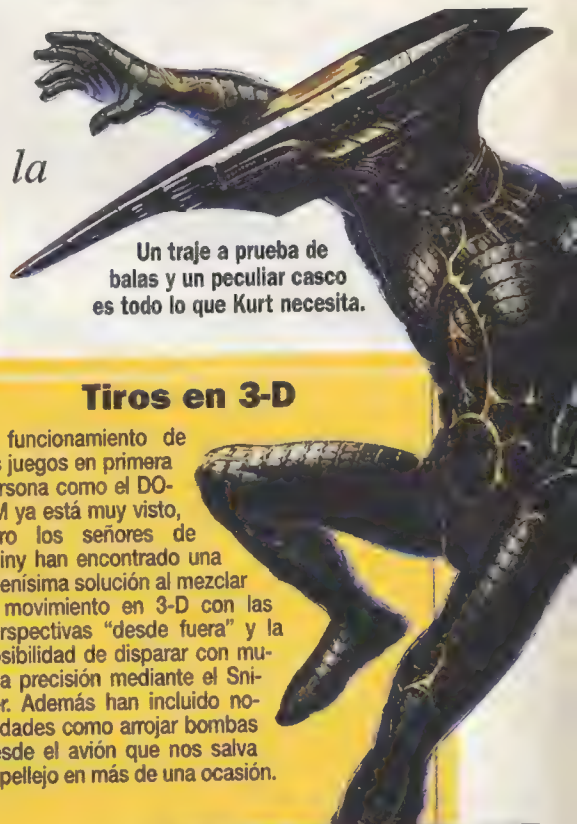 la
Un traje a prueba de
balas y un peculiar casco
es todo lo que Kurt necesita.
Tiros en 3-D
funcionamiento de
s juegos en primera
rsona como el DO-
M ya está muy visto,
ro los señores de
iny han encontrado una
enísima solución al mezclar
movimiento en 3-D con las
rspectivas "desde fuera" y la
osibilidad de disparar con mu-
a precisión mediante el Sni-
r. Además han incluido no-
dades como arrojar bombas
esde el avión que nos salva
pellejo en más de una ocasión.